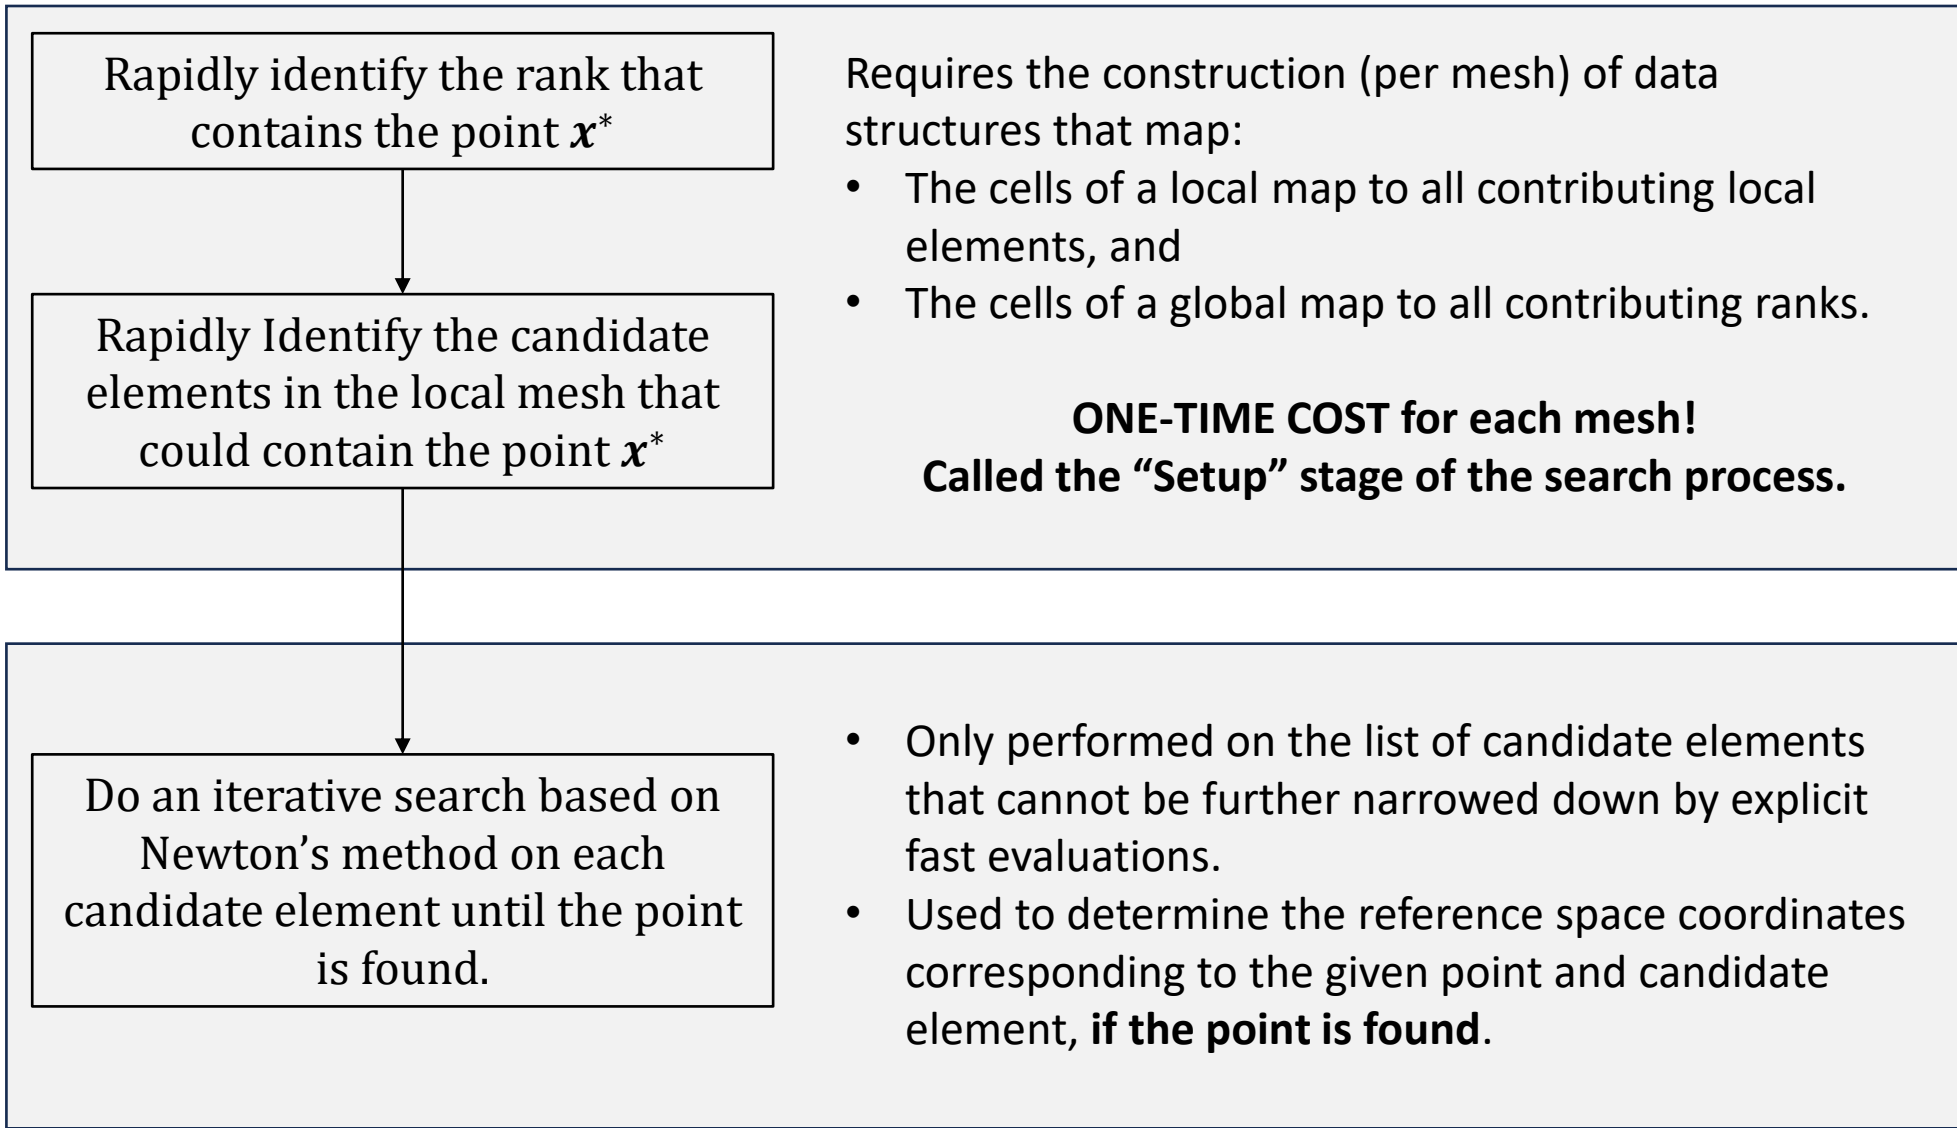 Rapidly identify the rank that
contains the point x*
Rapidly Identify the candidate
elements in the local mesh that
could contain the point x*
Requires the construction (per mesh) of data
structures that map:
• The cells of a local map to all contributing local
elements, and
• The cells of a global map to all contributing ranks.
ONE-TIME COST for each mesh!
Called the “Setup” stage of the search process.
Do an iterative search based on
Newton’s method on each
candidate element until the point
is found.
• Only performed on the list of candidate elements
that cannot be further narrowed down by explicit
fast evaluations.
• Used to determine the reference space coordinates
corresponding to the given point and candidate
element, if the point is found.